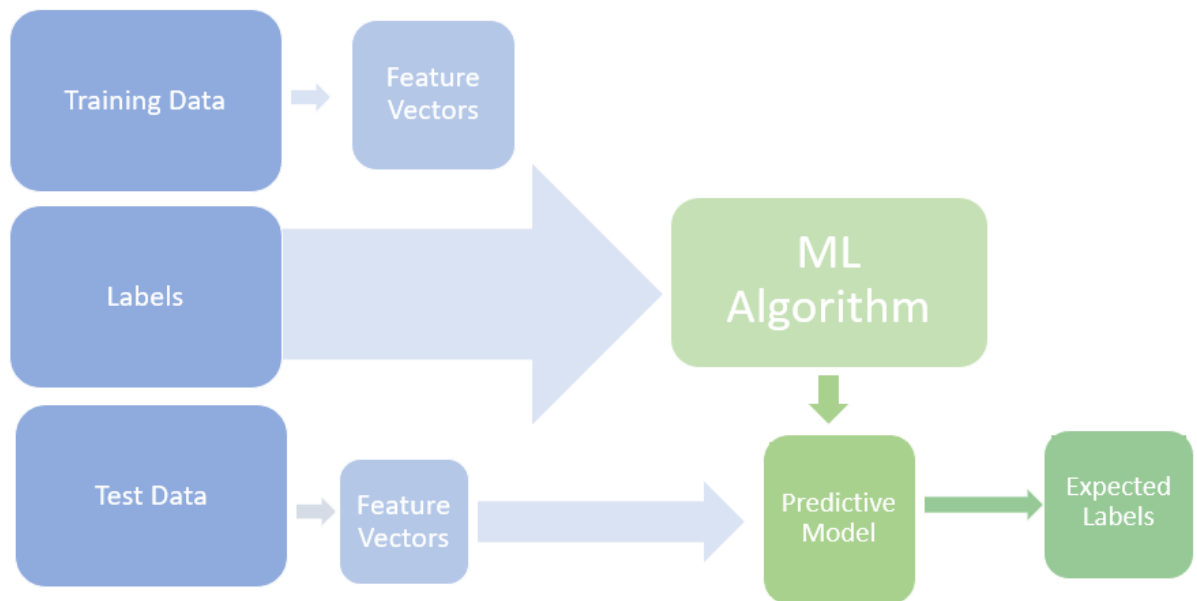 Training Data
Feature
Vectors
Labels
ML
Algorithm
Test Data
Feature
Vectors
Predictive
Model
Expected
Labels